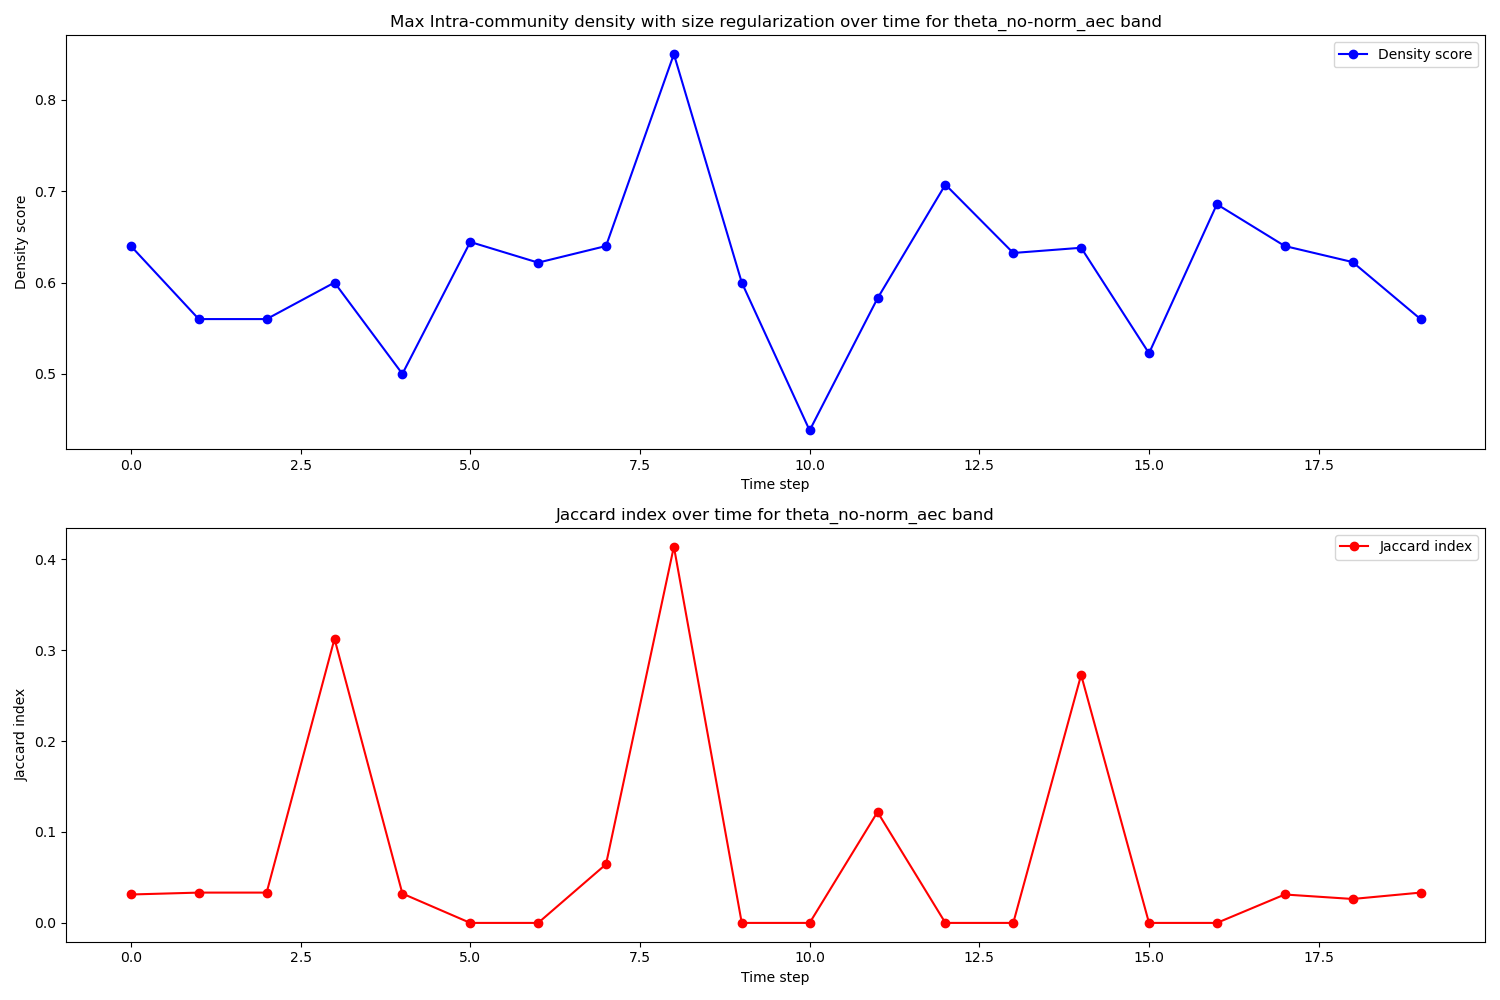 Max Intra-community density with size regularization over time for theta_no-norm_aec band
Density score
Density score
0.8
0.7
0.6
0.5
0.0 2.5 5.0 7.5 10.0 12.5 15.0 17.5
Time step
Jaccard index over time for theta_no-norm_aec band
Jaccard index
Jaccard index
0.4
0.3
0.2
0.1
0.0
0.0 2.5 5.0 7.5 10.0 12.5 15.0 17.5
Time step